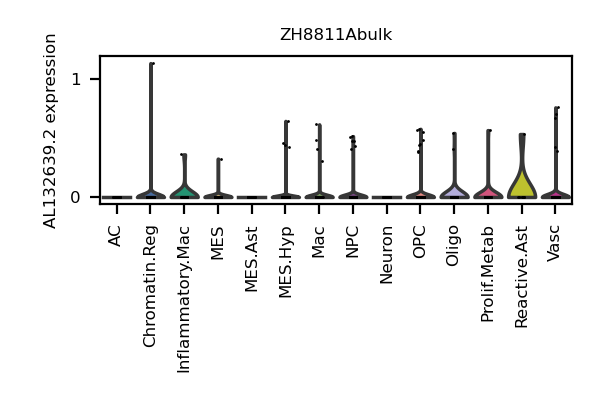 ZH8811Abulk
AL132639.2 expression
1
0
AC
Chromatin.Reg
Inflammatory.Mac
MES
MES.Ast
MES.Hyp
Mac
NPC
Neuron
OPC
Oligo
Prolif.Metab
Reactive.Ast
Vasc